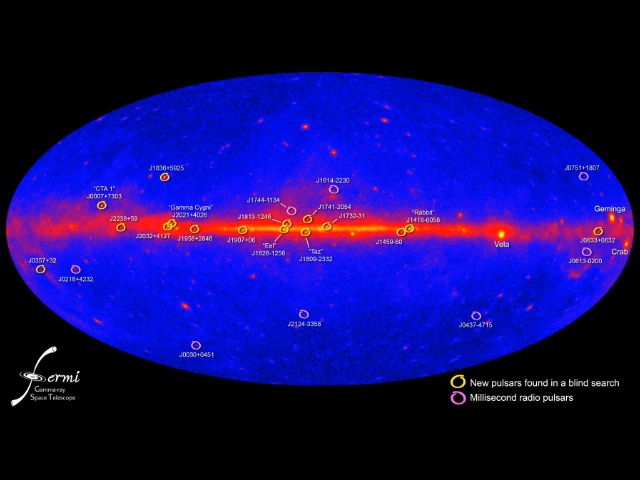 J1836+5925
J0751+1807
J1614-2230
"CTA 1"
J0007+7303
"Gamma Cygni"
J2021+4026
J1744-1134
J1741-2054
Geminga
J2238+59
J1813-1246
J1732-31
"Rabbit"
J1418-6058
J2032+4127
J1958+2846
J1907+06
"Eel"
J1826-1256
"Taz"
J1809-2332
J1459-60
Vela
J0633+0632
Crab
J0357+32
J0218+4232
J0613-0200
J2124-3358
J0437-4715
J0030+0451
Fermi
Gamma-ray
Space Telescope
New pulsars found in a blind search
Millisecond radio pulsars